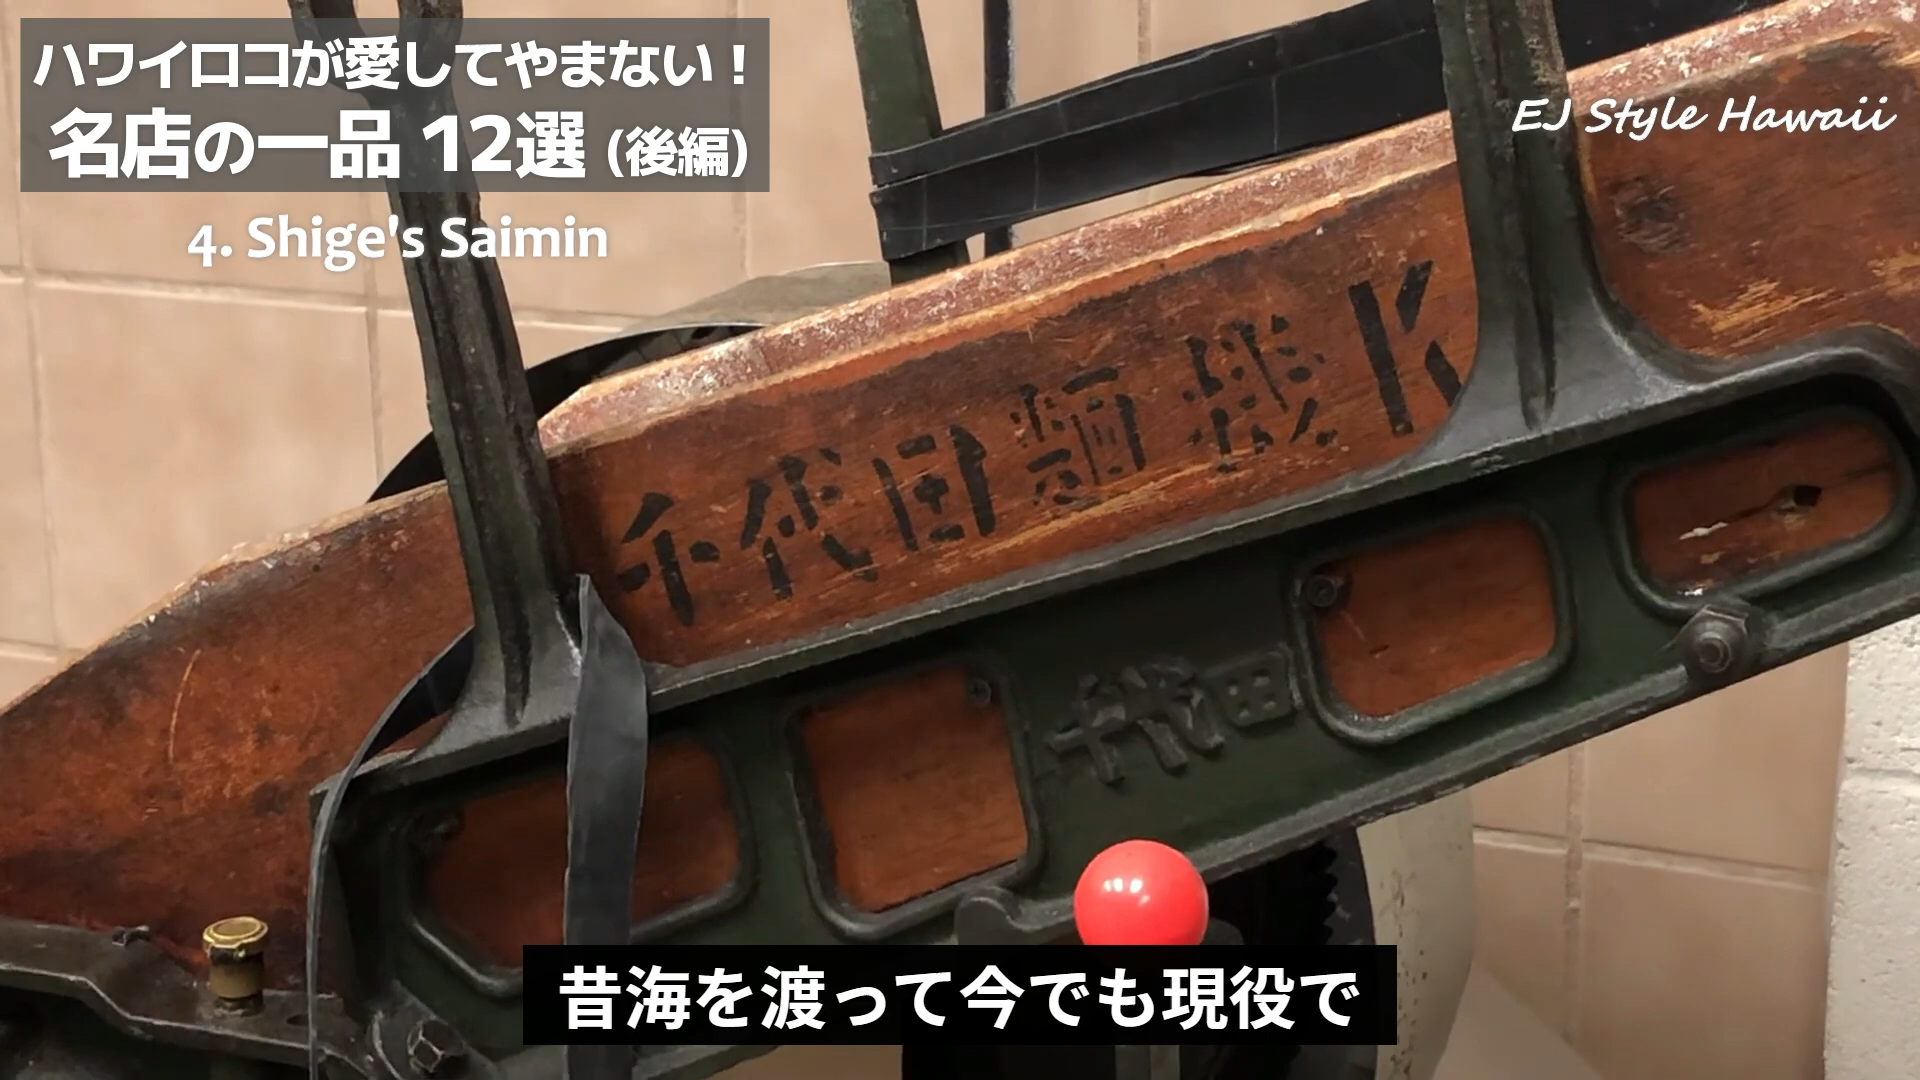 ハワイロコが愛してやまない！
名店の一品 12選 (後編)
4. Shige's Saimin
EJ Style Hawaii
千代田麺機K
千代田
昔海を渡って今でも現役で